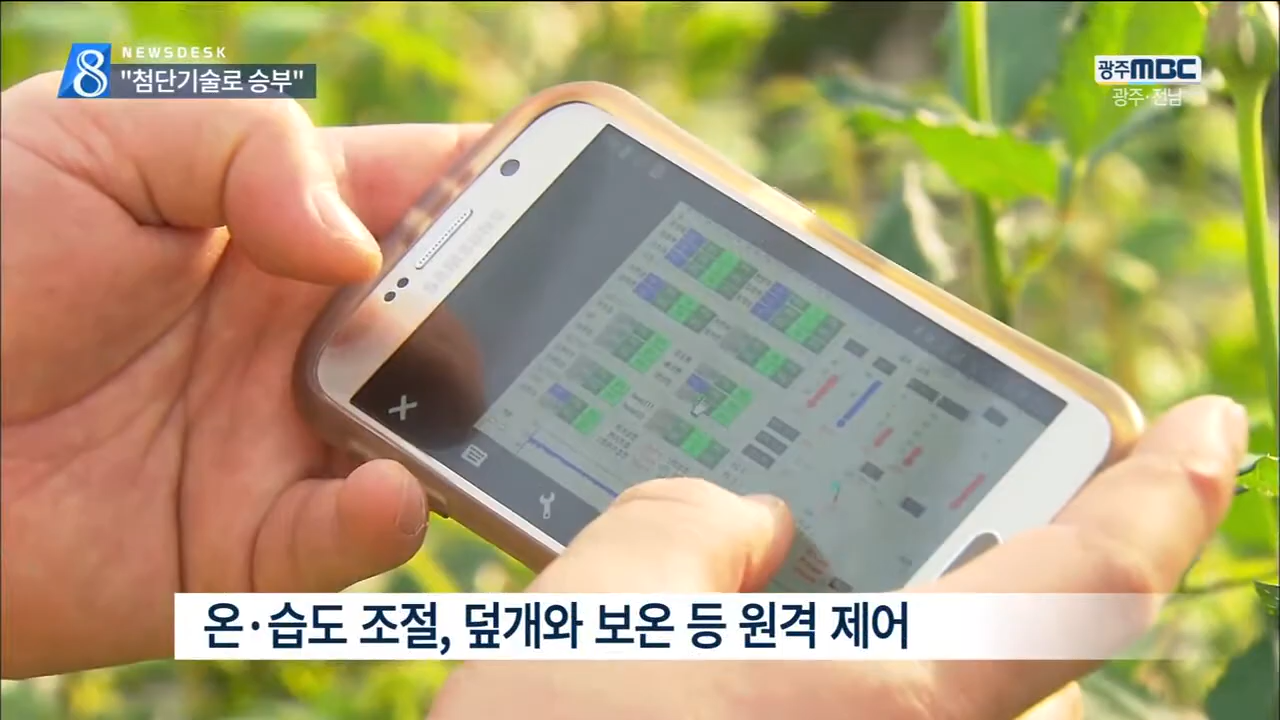 8 NEWSDESK
"첨단기술로 승부"
광주MBC
광주·전남
온·습도 조절, 덮개와 보온 등 원격 제어